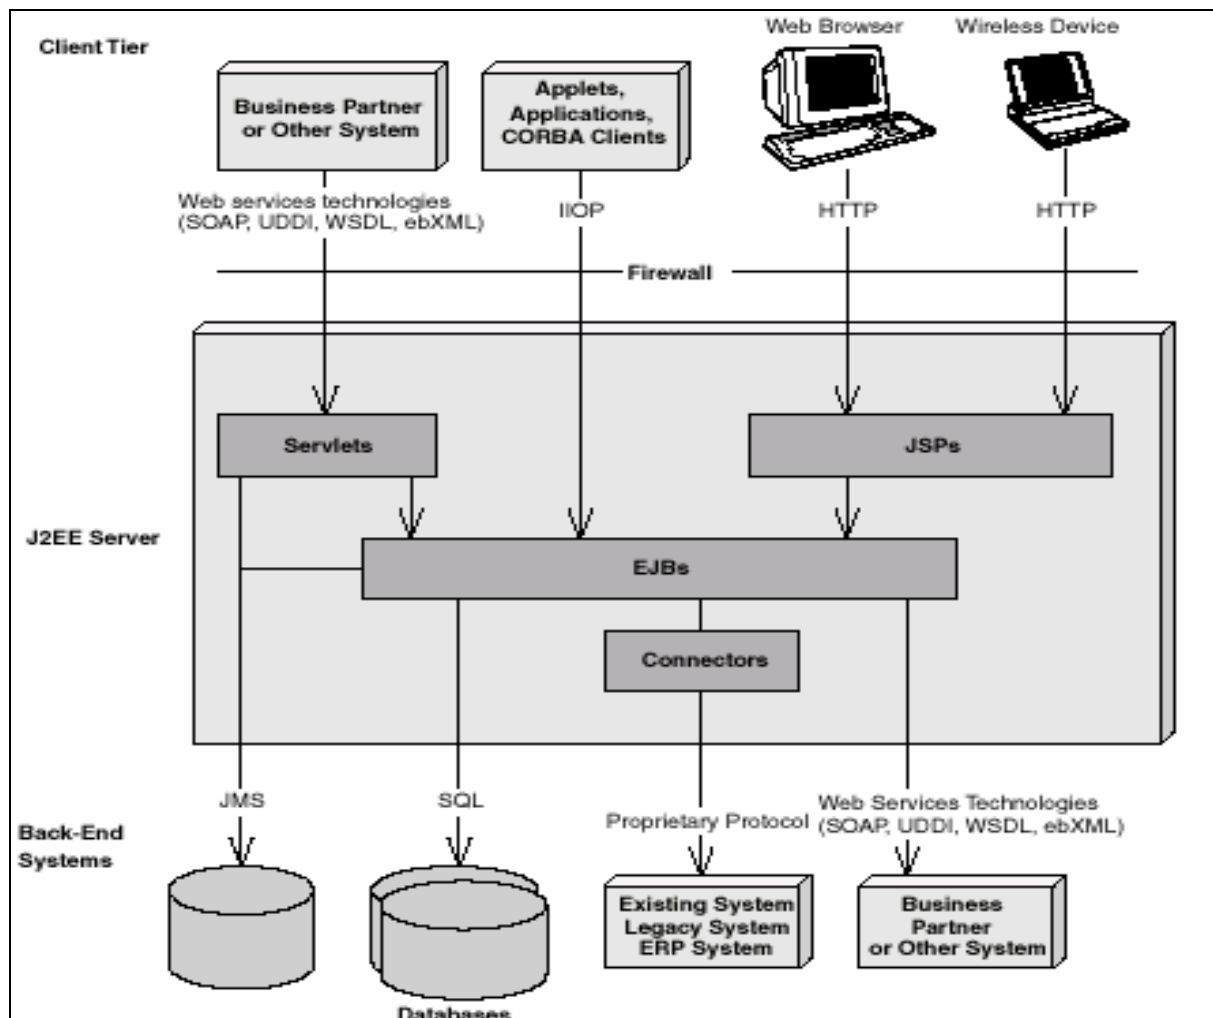 Client Tier
Web Browser
Wireless Device
Business Partner
or Other System
Applets,
Applications,
CORBA Clients
Web services technologies
(SOAP, UDDI, WSDL, ebXML)
IIOP
HTTP
HTTP
Firewall
Servlets
JSPs
J2EE Server
EJBs
Connectors
JMS
SQL
Proprietary Protocol
Web Services Technologies
(SOAP, UDDI, WSDL, ebXML)
Back-End
Systems
Existing System
Legacy System
ERP System
Business
Partner
or Other System
Databases